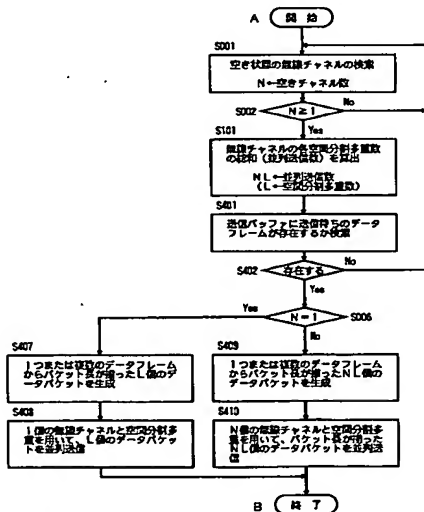 A
開 始
S001
空き状態の無線チャネルの検索
N←空きチャネル数
S002
N≥1
No
Yes
S101
無線チャネルの各空間分割多重数
の総和（並列送信数）を算出
NL←並列送信数
（L←空間分割多重数）
S401
送信バッファに送信待ちのデータ
フレームが存在するか検索
S402
存在する
No
Yes
Yes
N=1
S006
No
S407
1つまたは複数のデータフレーム
からパケット長が揃ったL個のデ
ータパケットを生成
S409
1つまたは複数のデータフレーム
からパケット長が揃ったNL個の
データパケットを生成
S408
1個の無線チャネルと空間分割多
重を用いて、L個のデータパケッ
トを並列送信
S410
N個の無線チャネルと空間分割多
重を用いて、パケット長が揃った
NL個のデータパケットを並列送
信
B
終 了